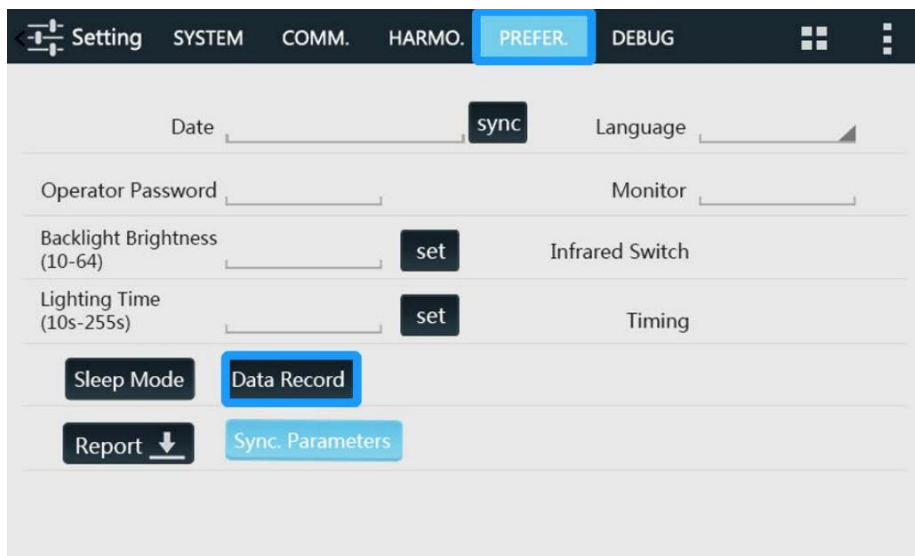 Setting SYSTEM COMM. HARMO. PREFER. DEBUG
Date sync Language
Operator Password Monitor
Backlight Brightness
(10-64) set Infrared Switch
Lighting Time
(10s-255s) set Timing
Sleep Mode Data Record
Report Sync. Parameters